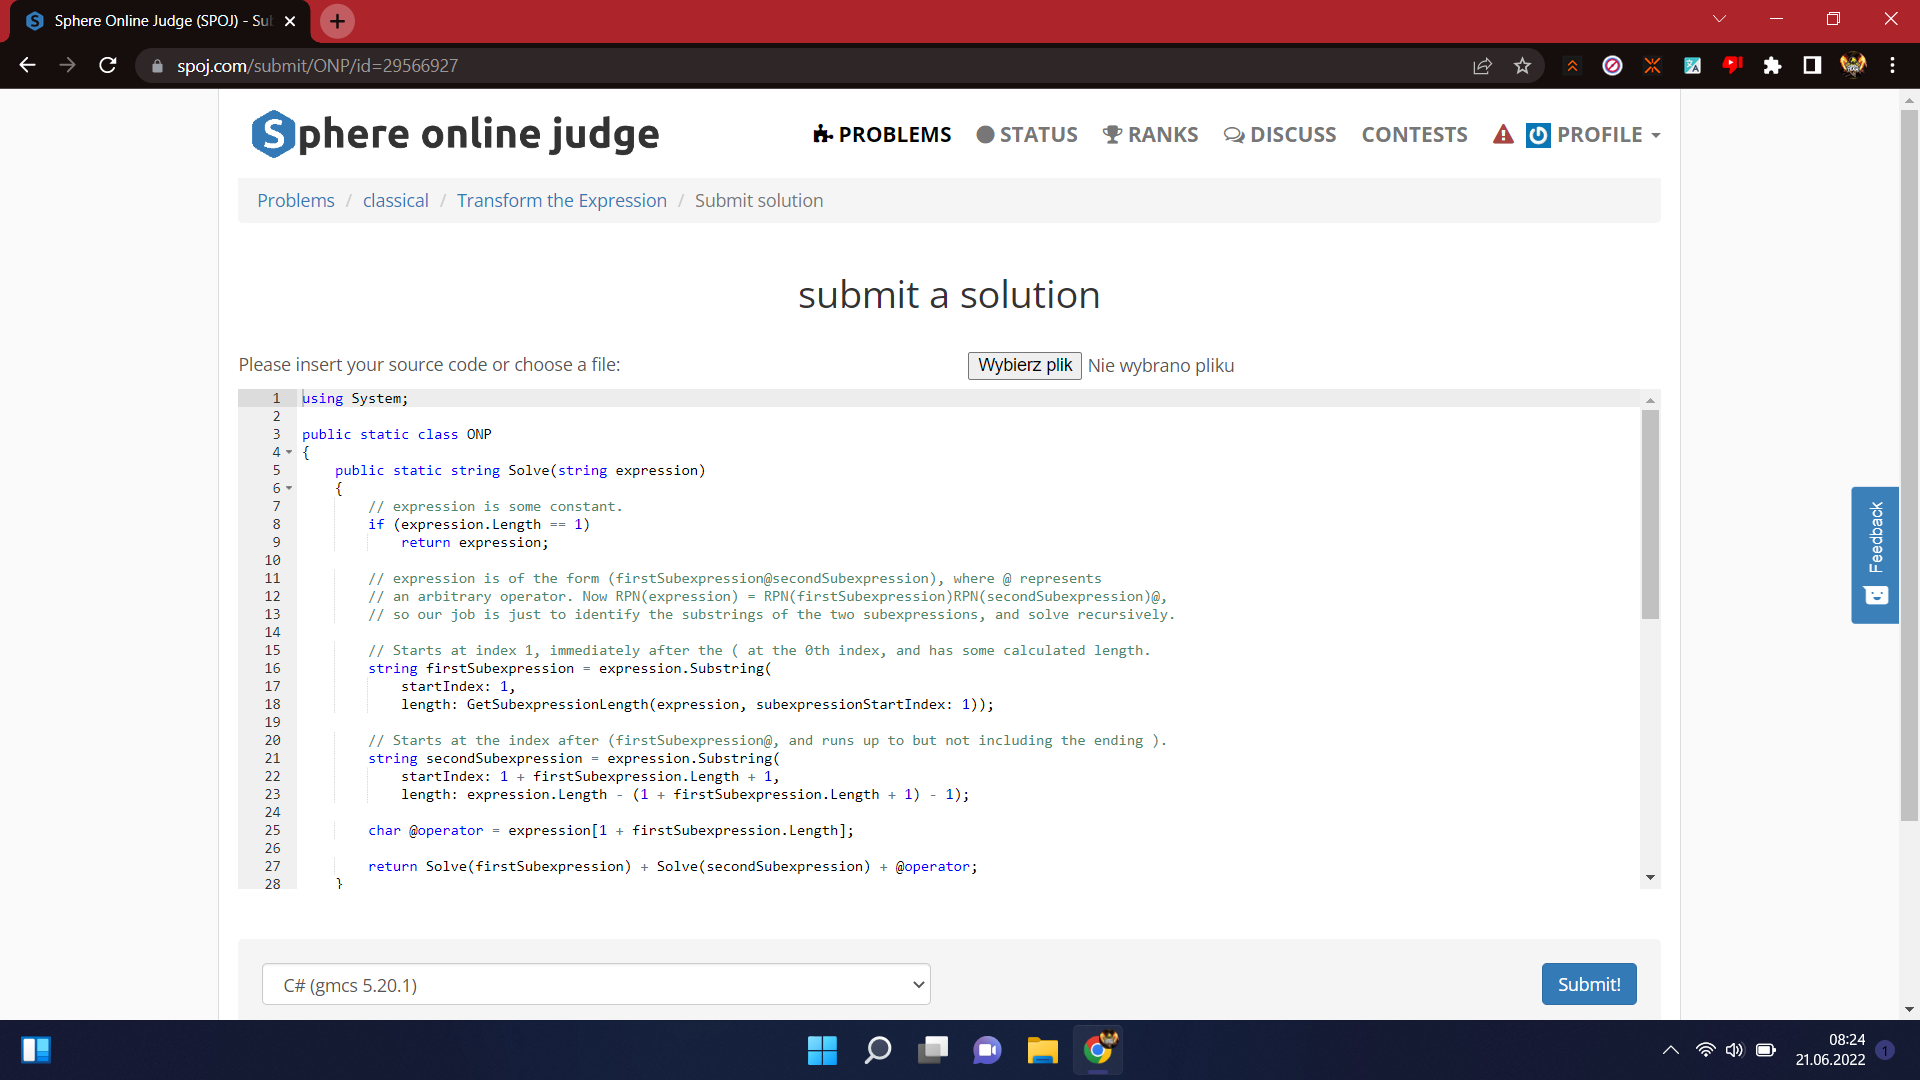 Sphere Online Judge (SPOJ) - Su
spoj.com/submit/ONP/id=29566927
Sphere online judge
PROBLEMS STATUS RANKS DISCUSS CONTESTS PROFILE
Problems / classical / Transform the Expression / Submit solution
submit a solution
Please insert your source code or choose a file: Wybierz plik Nie wybrano pliku
1 using System;
2
3 public static class ONP
4 {
5 public static string Solve(string expression)
6 {
7 // expression is some constant.
8 if (expression.Length == 1)
9 return expression;
10
11 // expression is of the form (firstSubexpression@secondSubexpression), where @ represents
12 // an arbitrary operator. Now RPN(expression) = RPN(firstSubexpression)RPN(secondSubexpression)@,
13 // so our job is just to identify the substrings of the two subexpressions, and solve recursively.
14
15 // Starts at index 1, immediately after the ( at the 0th index, and has some calculated length.
16 string firstSubexpression = expression.Substring(
17 startIndex: 1,
18 length: GetSubexpressionLength(expression, subexpressionStartIndex: 1));
19
20 // Starts at the index after (firstSubexpression@, and runs up to but not including the ending ).
21 string secondSubexpression = expression.Substring(
22 startIndex: 1 + firstSubexpression.Length + 1,
23 length: expression.Length - (1 + firstSubexpression.Length + 1) - 1);
24
25 char @operator = expression[1 + firstSubexpression.Length];
26
27 return Solve(firstSubexpression) + Solve(secondSubexpression) + @operator;
28 }
Feedback
C# (gmcs 5.20.1)
Submit!
08:24
21.06.2022
1